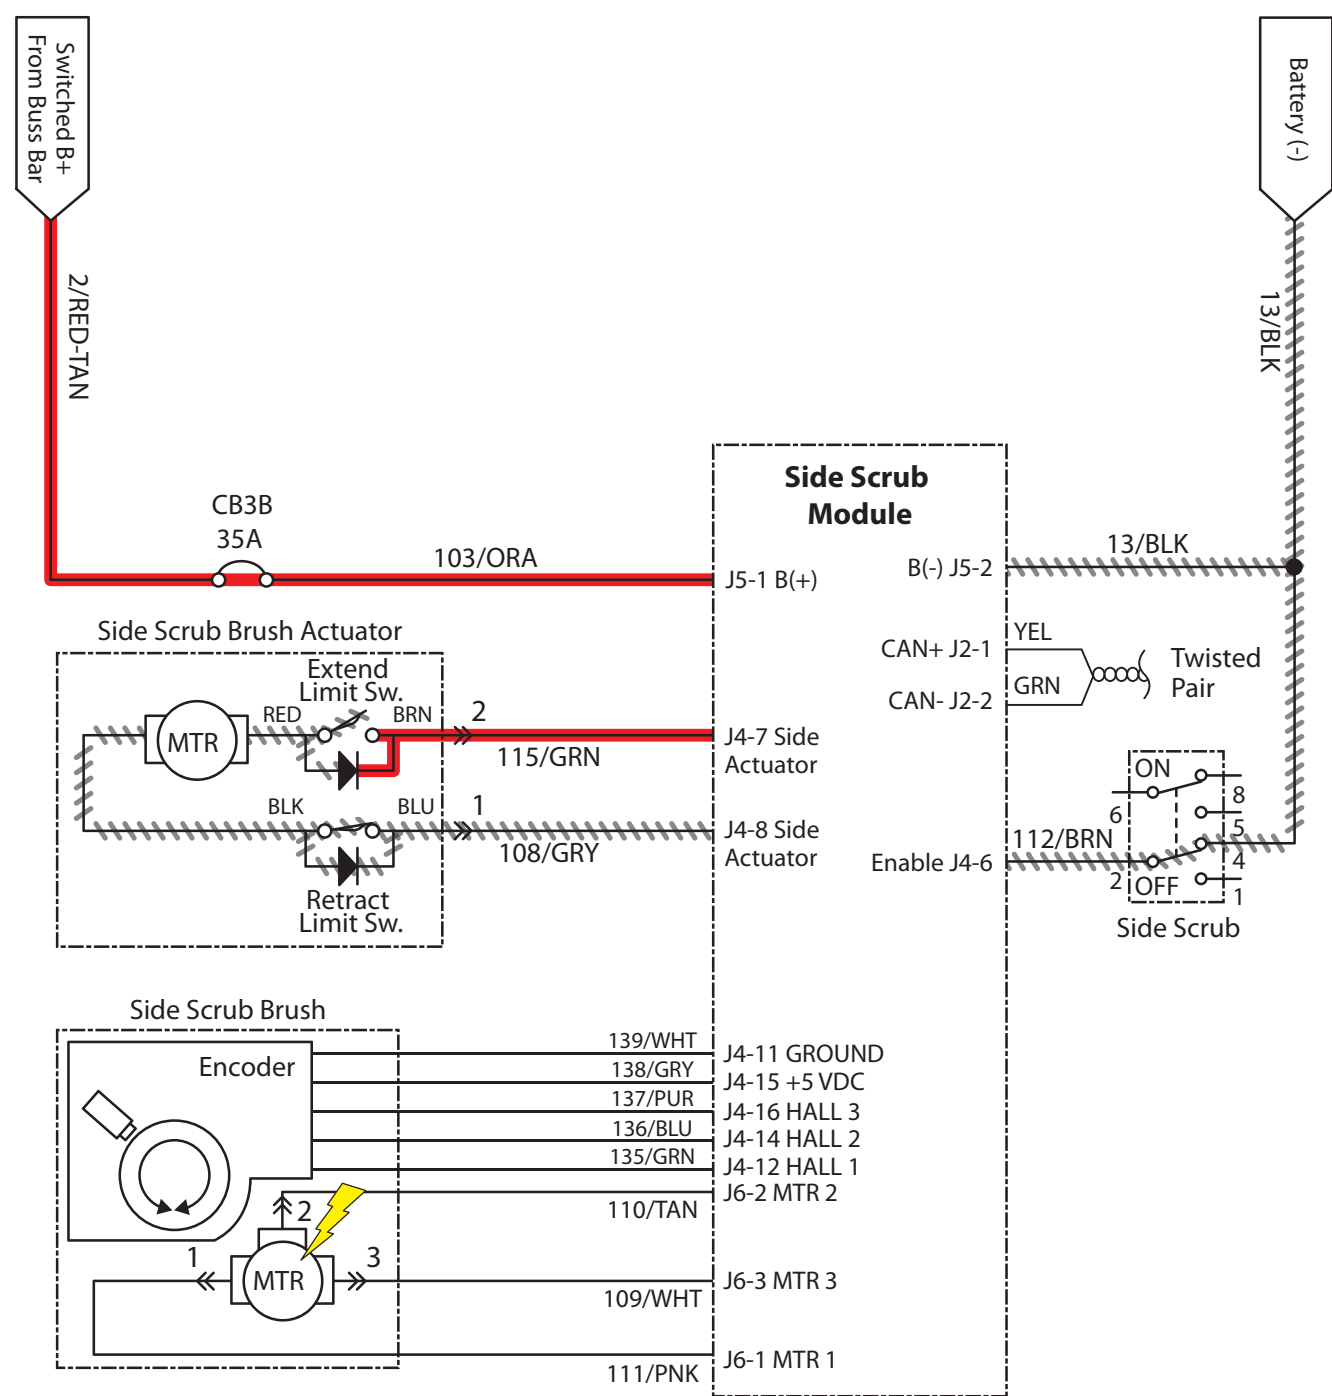 Switched B+
From Buss Bar
Battery (-)
2/RED-TAN
13/BLK
CB3B
35A
103/ORA
Side Scrub
Module
J5-1 B(+)
B(-) J5-2
13/BLK
CAN+ J2-1
YEL
CAN- J2-2
GRN
Twisted
Pair
Side Scrub Brush Actuator
Extend
Limit Sw.
MTR
RED
BRN
2
115/GRN
J4-7 Side
Actuator
BLK
BLU
1
108/GRY
J4-8 Side
Actuator
Retract
Limit Sw.
Enable J4-6
112/BRN
ON
6
8
5
4
2
OFF
1
Side Scrub
Side Scrub Brush
Encoder
139/WHT
J4-11 GROUND
138/GRY
J4-15 +5 VDC
137/PUR
J4-16 HALL 3
136/BLU
J4-14 HALL 2
135/GRN
J4-12 HALL 1
J6-2 MTR 2
110/TAN
2
1
3
MTR
J6-3 MTR 3
109/WHT
J6-1 MTR 1
111/PNK